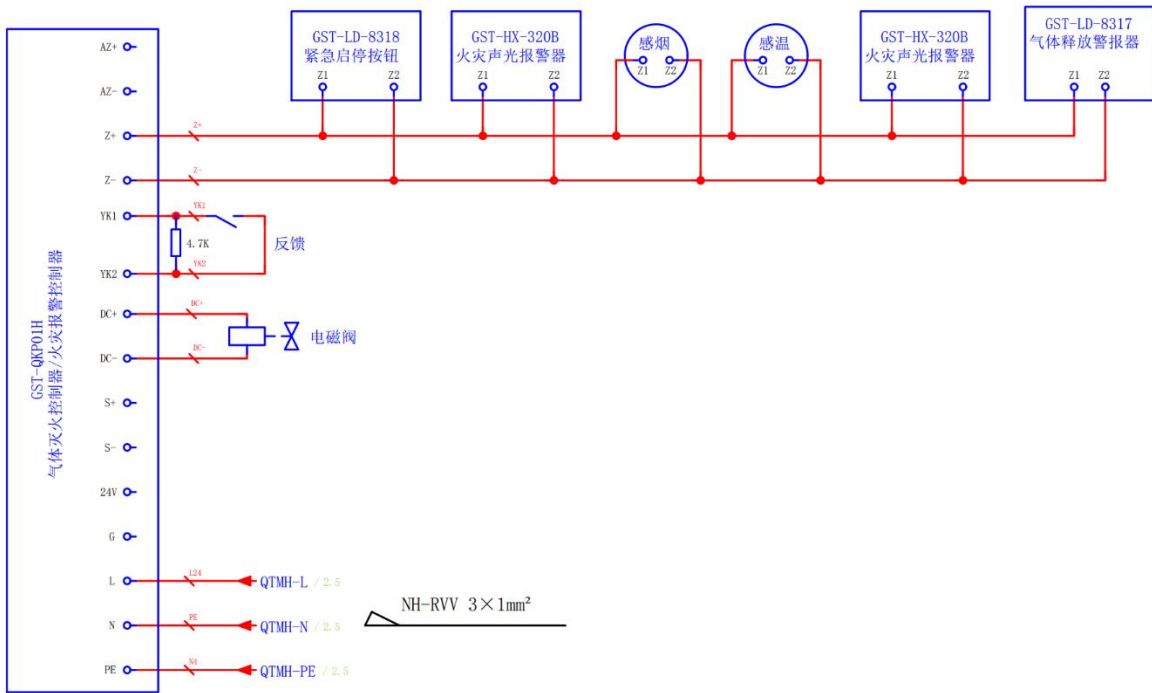 GST-LD-8318
紧急启停按钮
Z1 Z2
GST-HX-320B
火灾声光报警器
Z1 Z2
感烟
Z1 Z2
感温
Z1 Z2
GST-HX-320B
火灾声光报警器
Z1 Z2
GST-LD-8317
气体释放警报器
Z1 Z2
GST-QKP01H
气体灭火控制器/火灾报警控制器
AZ+
AZ-
Z+
Z+
Z-
Z-
YK1
YK1
4.7K
反馈
YK2
YK2
DC+
DC+
电磁阀
DC-
DC-
S+
S-
24V
G
L
L24
QTMH-L / 2.5
N
PE
QTMH-N / 2.5
NH-RVV 3×1mm²
PE
N4
QTMH-PE / 2.5